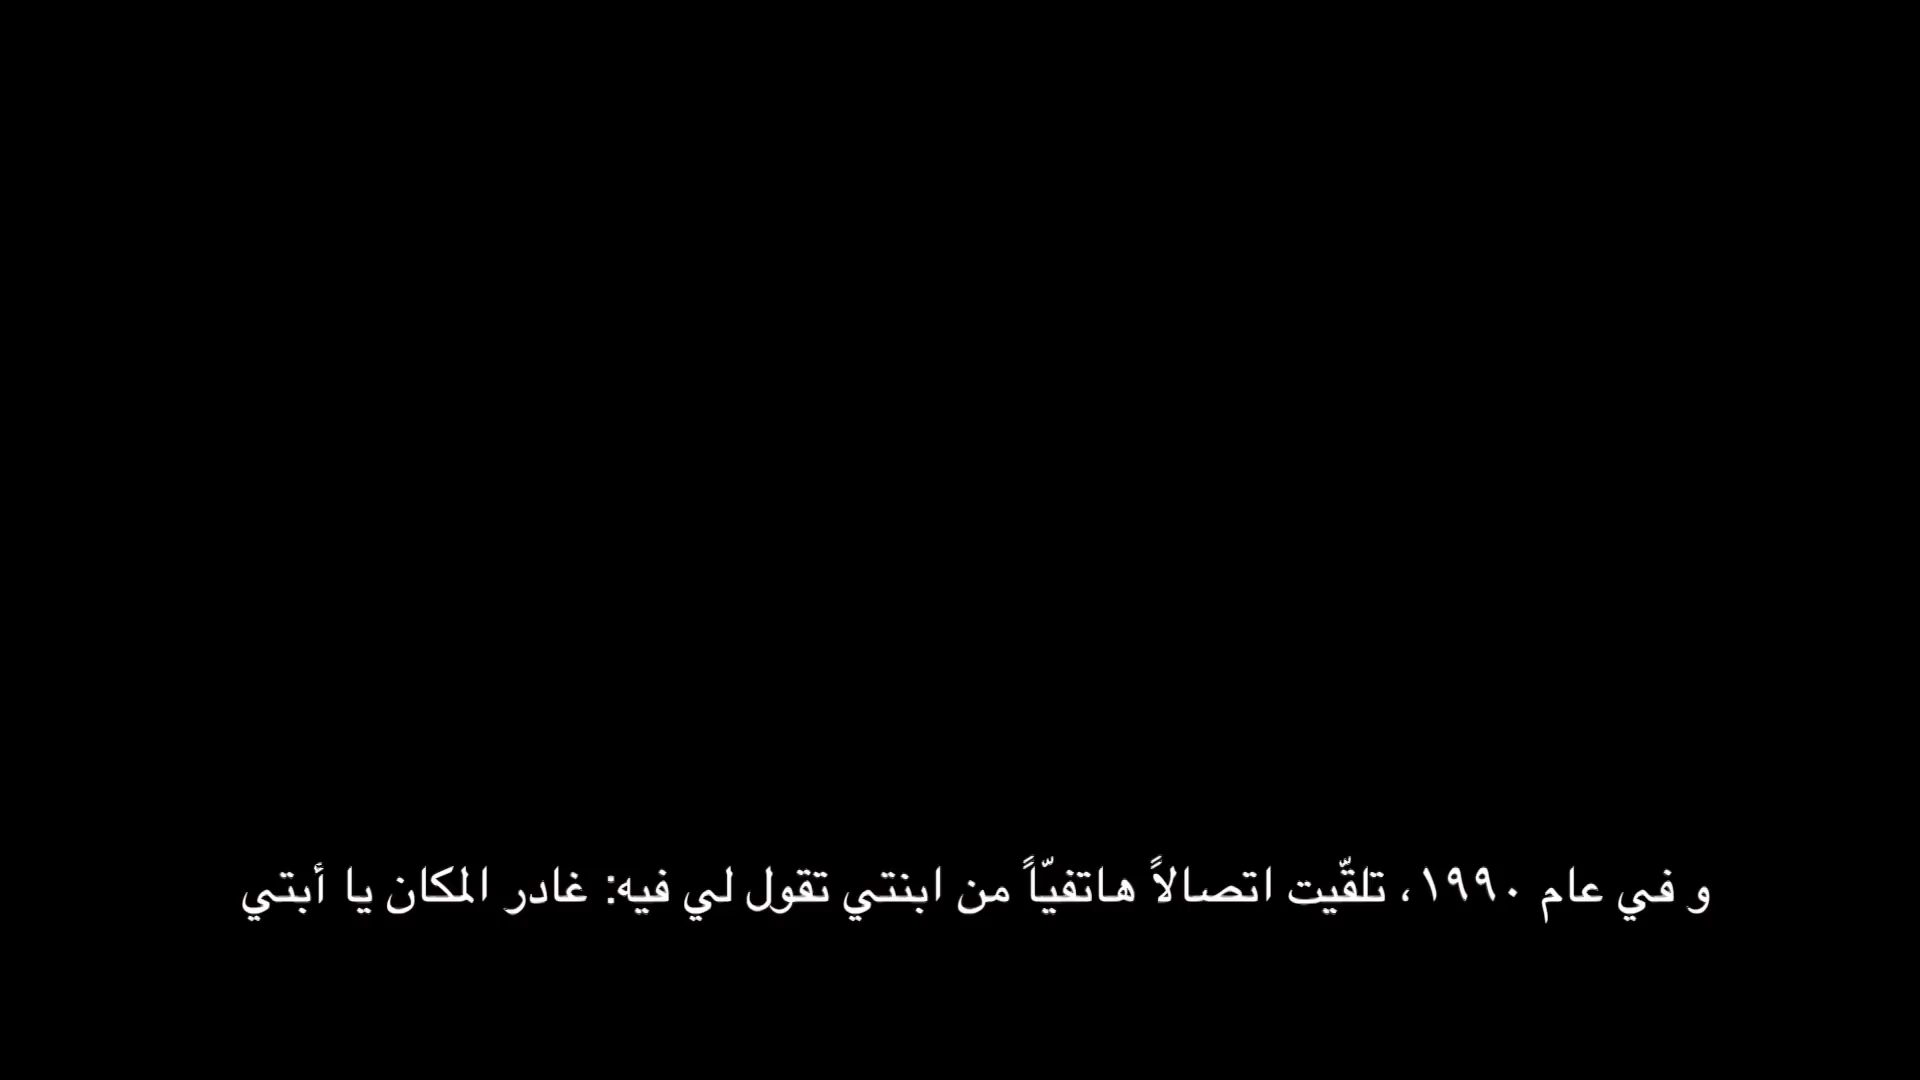 و في عام ١٩٩٠، تلقّيت اتصالاً هاتفيّاً من ابنتي تقول لي فيه: غادر المكان يا أبتي